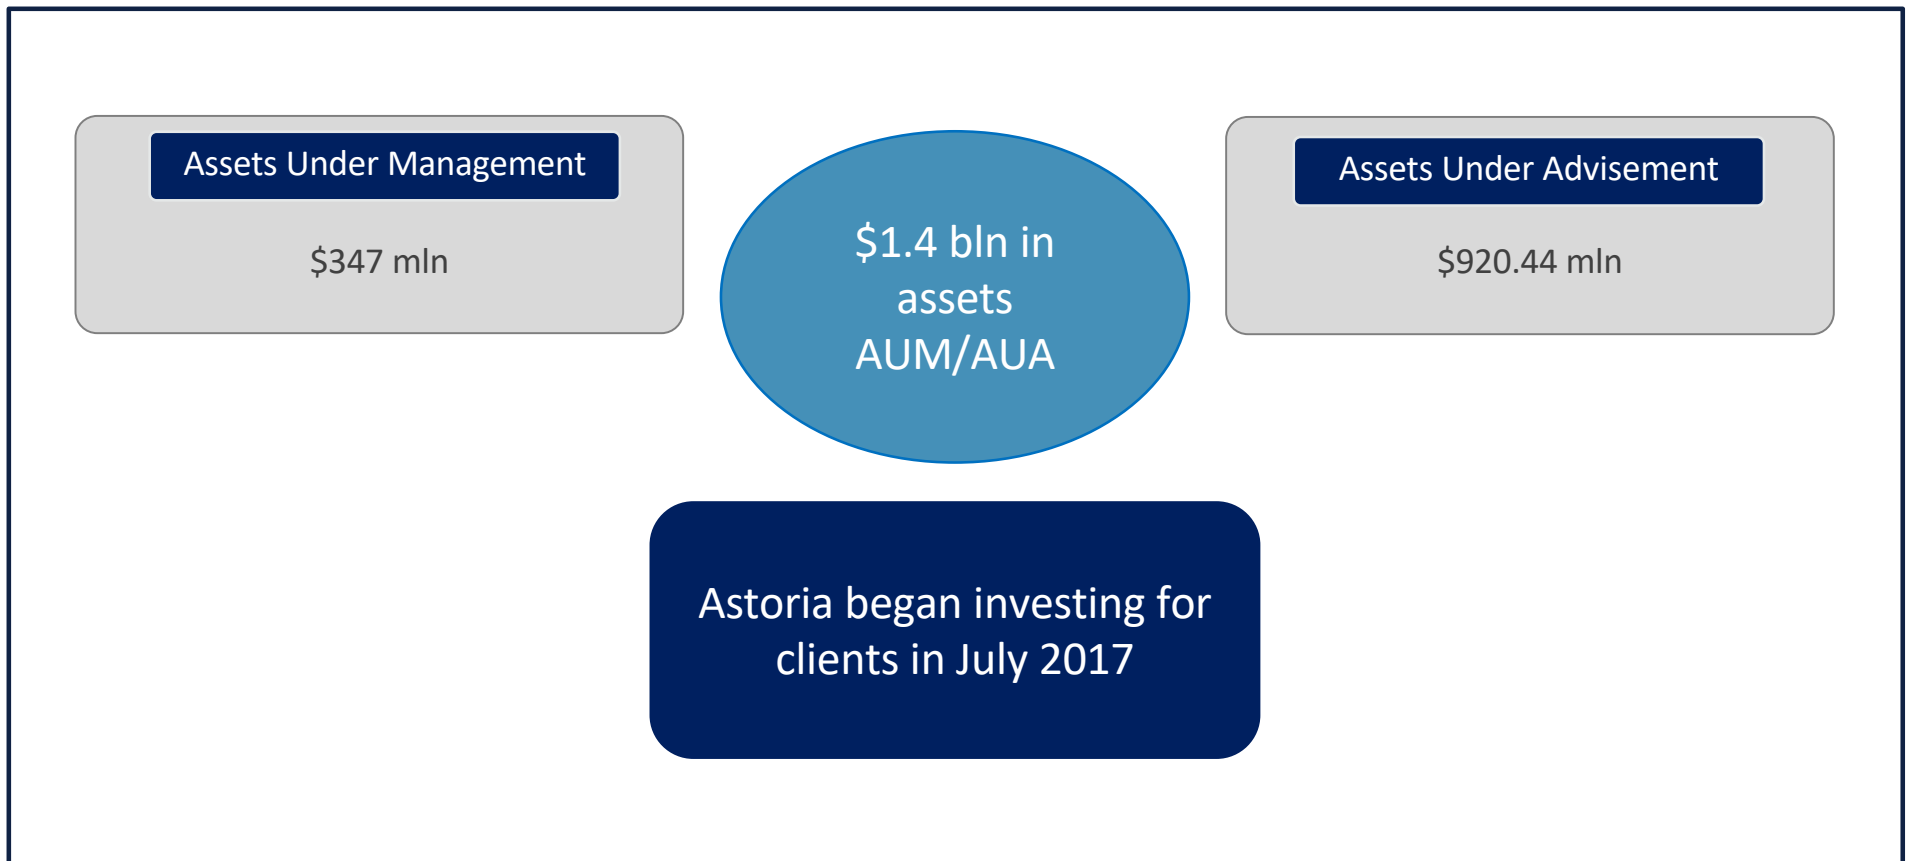 Assets Under Management
$347 mln
$1.4 bln in
assets
AUM/AUA
Assets Under Advisement
$920.44 mln
Astoria began investing for
clients in July 2017